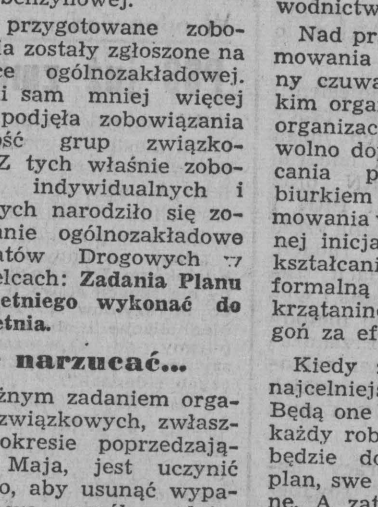 przygotowane zobo-
la zostały zgłoszone na
ce ogólnozakładowej.
i sam mniej więcej
podjęła zobowiązania
ość grup związko-
Z tych właśnie zobo-
indywidualnych i
ych narodziło się zo-
anie ogólnozakładowe
atów Drogowych w
elcach: Zadania Planu
etniego wykonać do
etnia.
narzucać...
żnym zadaniem orga-
związkowych, zwłasz-
okresie poprzedzają-
Maja, jest uczynić
o, aby usunąć wypa-
wodnictw
Nad pr
mowania
ny czuwa
kim orga
organizac
wolno do
cania p
biurkiem
mowania
nej inicja
kształcani
formalną
krzątanin
goń za ef
Kiedy
najcelniej
Będą one
każdy rob
będzie do
plan, swe
ne. A zat